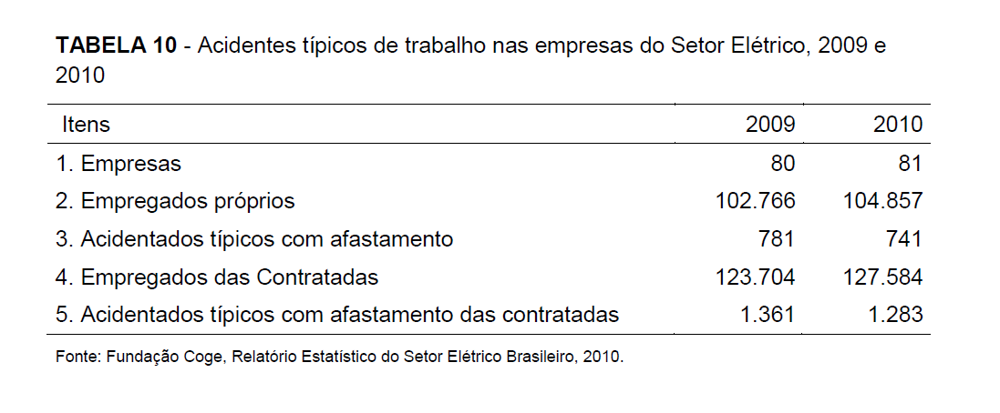 TABELA 10 - Acidentes típicos de trabalho nas empresas do Setor Elétrico, 2009 e
2010
Itens 2009 2010
1. Empresas 80 81
2. Empregados próprios 102.766 104.857
3. Acidentados típicos com afastamento 781 741
4. Empregados das Contratadas 123.704 127.584
5. Acidentados típicos com afastamento das contratadas 1.361 1.283
Fonte: Fundação Coge, Relatório Estatístico do Setor Elétrico Brasileiro, 2010.